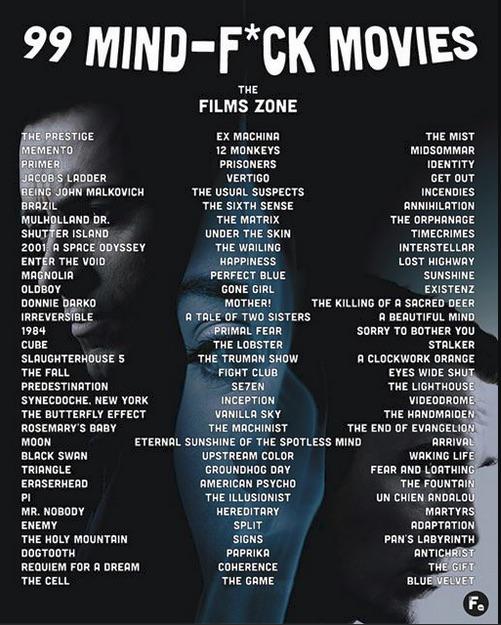 99 MIND-F*CK MOVIES
THE
FILMS ZONE
THE PRESTIGE
MEMENTO
PRIMER
JACOB'S LADDER
BEING JOHN MALKOVICH
BRAZIL
MULHOLLAND DR.
SHUTTER ISLAND
2001: A SPACE ODYSSEY
ENTER THE VOID
MAGNOLIA
OLDBOY
DONNIE DARKO
IRREVERSIBLE
1984
CUBE
SLAUGHTERHOUSE 5
THE FALL
PREDESTINATION
SYNECDOCHE, NEW YORK
THE BUTTERFLY EFFECT
ROSEMARY'S BABY
MOON
BLACK SWAN
TRIANGLE
ERASERHEAD
PI
MR. NOBODY
ENEMY
THE HOLY MOUNTAIN
DOGTOOTH
REQUIEM FOR A DREAM
THE CELL
EX MACHINA
12 MONKEYS
PRISONERS
VERTIGO
THE USUAL SUSPECTS
THE SIXTH SENSE
THE MATRIX
UNDER THE SKIN
THE WAILING
HAPPINESS
PERFECT BLUE
GONE GIRL
MOTHER!
A TALE OF TWO SISTERS
PRIMAL FEAR
THE LOBSTER
THE TRUMAN SHOW
FIGHT CLUB
SE7EN
INCEPTION
VANILLA SKY
THE MACHINIST
ETERNAL SUNSHINE OF THE SPOTLESS MIND
UPSTREAM COLOR
GROUNDHOG DAY
AMERICAN PSYCHO
THE ILLUSIONIST
HEREDITARY
SPLIT
SIGNS
PAPRIKA
COHERENCE
THE GAME
THE MIST
MIDSOMMAR
IDENTITY
GET OUT
INCENDIES
ANNIHILATION
THE ORPHANAGE
TIMECRIMES
INTERSTELLAR
LOST HIGHWAY
SUNSHINE
EXISTENZ
THE KILLING OF A SACRED DEER
A BEAUTIFUL MIND
SORRY TO BOTHER YOU
STALKER
A CLOCKWORK ORANGE
EYES WIDE SHUT
THE LIGHTHOUSE
VIDEODROME
THE HANDMAIDEN
THE END OF EVANGELION
ARRIVAL
WAKING LIFE
FEAR AND LOATHING
THE FOUNTAIN
UN CHIEN ANDALOU
MARTYRS
ADAPTATION
PAN'S LABYRINTH
ANTICHRIST
THE GIFT
BLUE VELVET